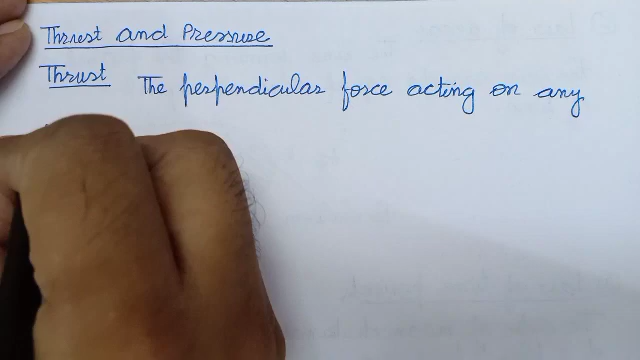 Thrust and Pressure
Thrust The perpendicular force acting on any